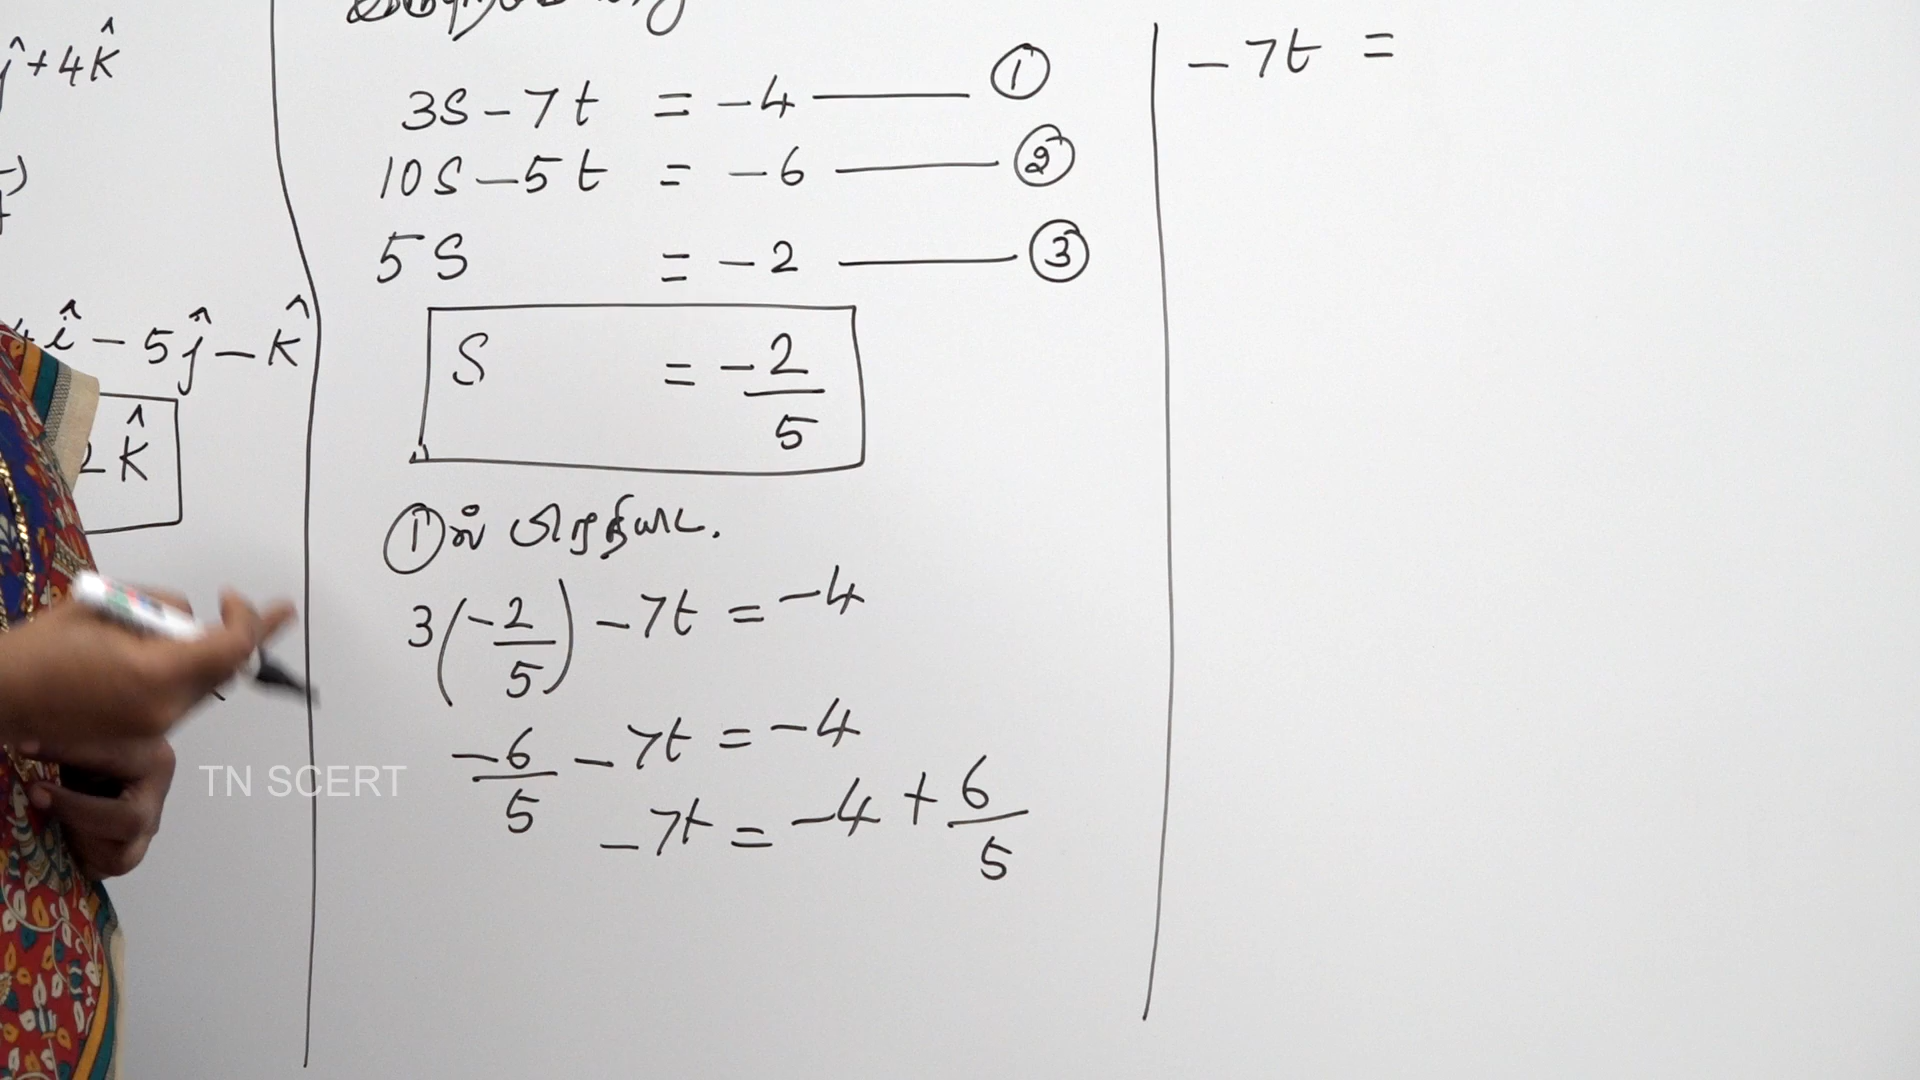 ĵ + 4k̂
4î - 5ĵ - k̂
2k̂
3S - 7t = -4 ——— ①
10S - 5t = -6 ——— ②
5S = -2 ——— ③
S = -2/5
①ல் பிரதியிட.
3(-2/5) - 7t = -4
-6/5 - 7t = -4
-7t = -4 + 6/5
-7t =
TN SCERT